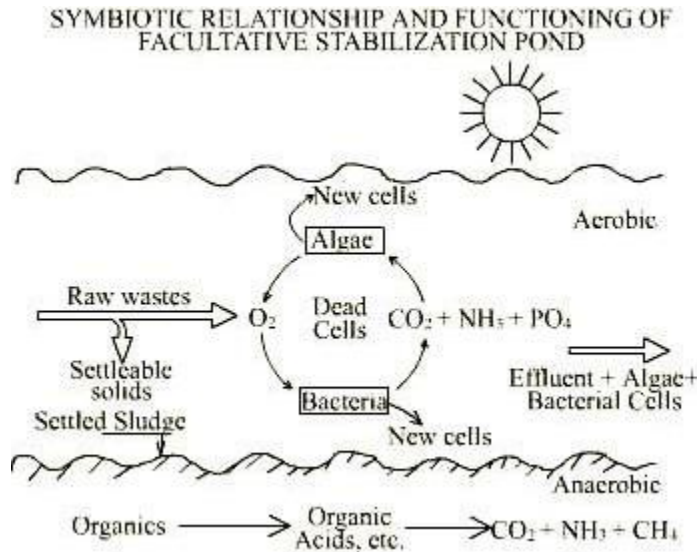 SYMBIOTIC RELATIONSHIP AND FUNCTIONING OF
FACULTATIVE STABILIZATION POND
New cells
Aerobic
Algae
Raw wastes
O₂
Dead
Cells
CO₂ + NH₃ + PO₄
Settleable
solids
Effluent + Algae+
Bacterial Cells
Bacteria
Settled Sludge
New cells
Anaerobic
Organics
Organic
Acids, etc.
CO₂ + NH₃ + CH₄